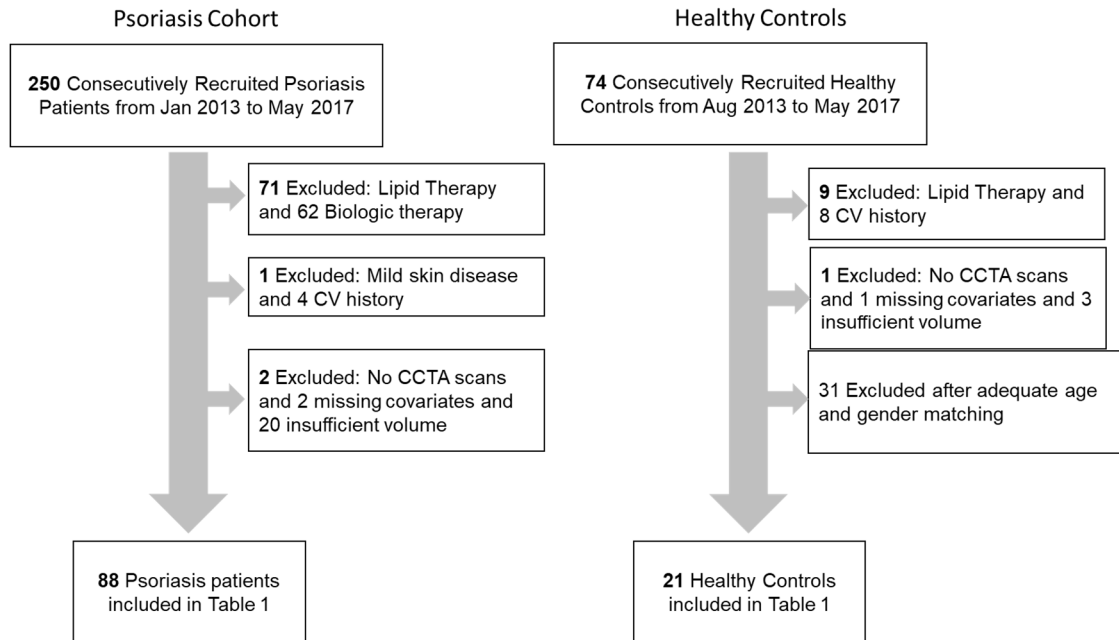 Psoriasis Cohort
250 Consecutively Recruited Psoriasis
Patients from Jan 2013 to May 2017
71 Excluded: Lipid Therapy
and 62 Biologic therapy
1 Excluded: Mild skin disease
and 4 CV history
2 Excluded: No CCTA scans
and 2 missing covariates and
20 insufficient volume
88 Psoriasis patients
included in Table 1
Healthy Controls
74 Consecutively Recruited Healthy
Controls from Aug 2013 to May 2017
9 Excluded: Lipid Therapy and
8 CV history
1 Excluded: No CCTA scans
and 1 missing covariates and 3
insufficient volume
31 Excluded after adequate age
and gender matching
21 Healthy Controls
included in Table 1